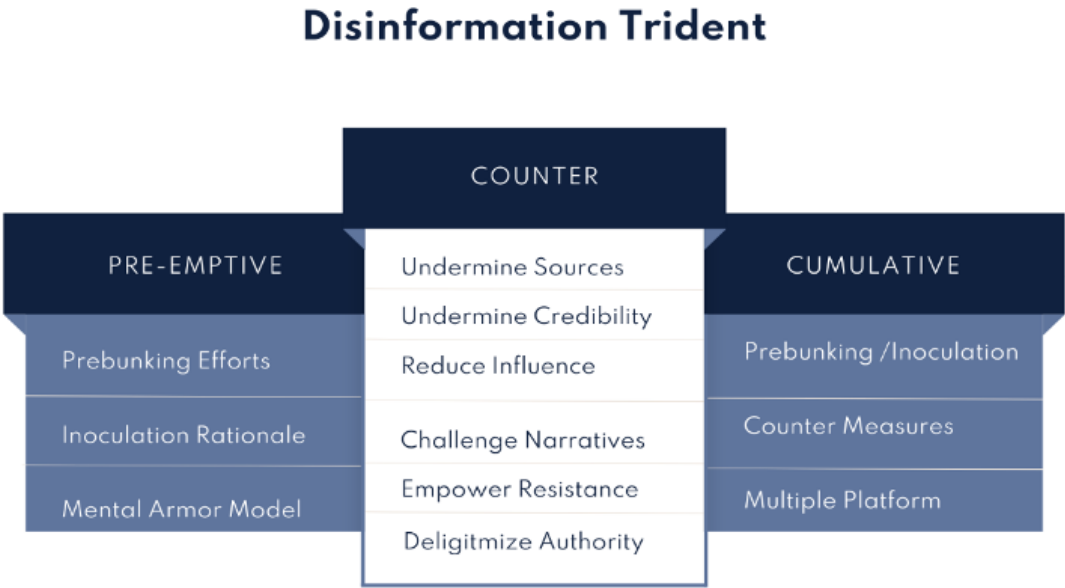 Disinformation Trident
COUNTER
PRE-EMPTIVE
CUMULATIVE
Prebunking Efforts
Inoculation Rationale
Mental Armor Model
Undermine Sources
Undermine Credibility
Reduce Influence
Challenge Narratives
Empower Resistance
Deligitmize Authority
Prebunking /Inoculation
Counter Measures
Multiple Platform